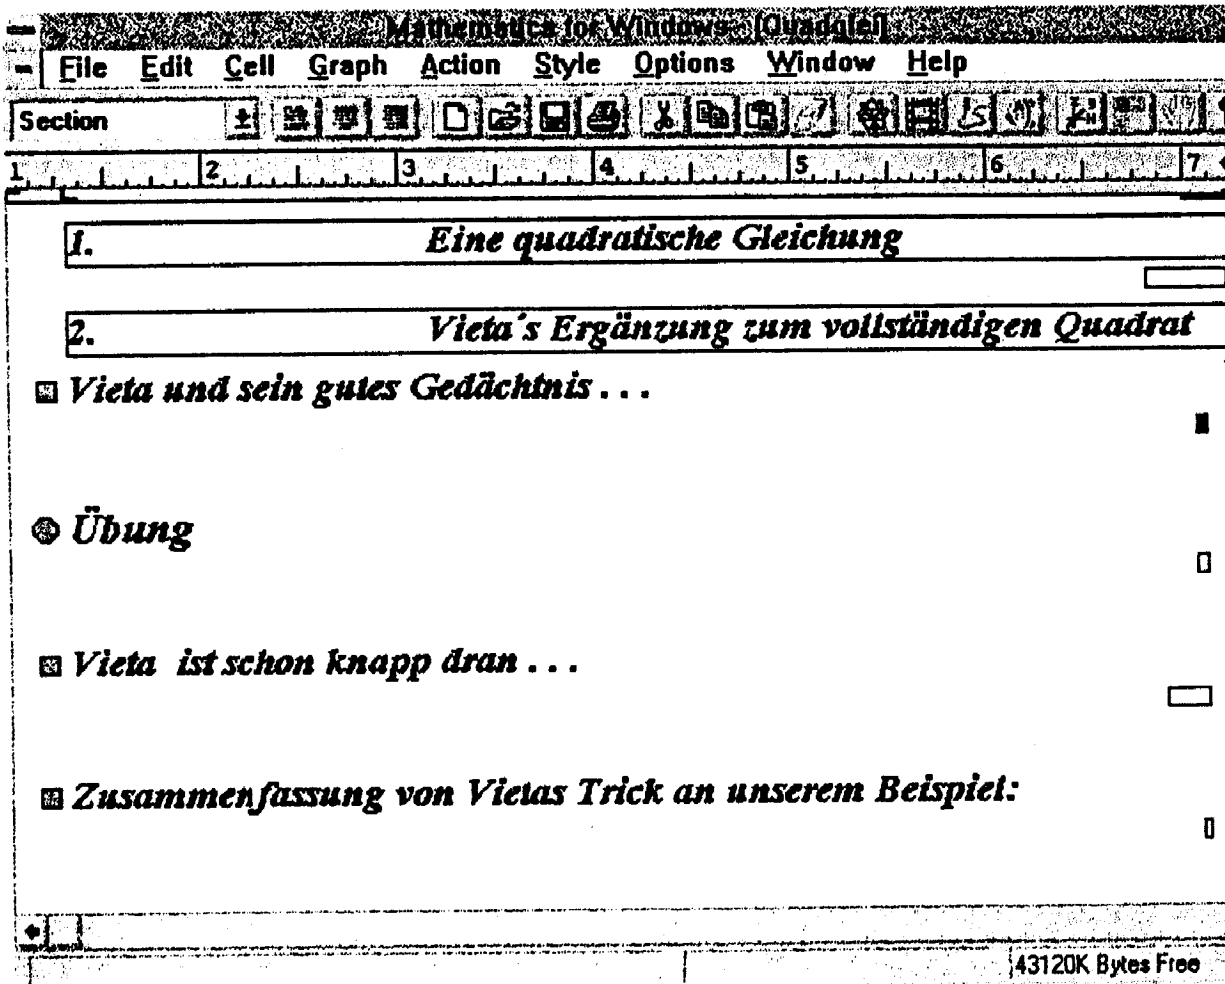 Mathematica for Windows - [Quadglei]
File Edit Cell Graph Action Style Options Window Help
Section
1 2 3 4 5 6 7
1. Eine quadratische Gleichung
2. Vieta´s Ergänzung zum vollständigen Quadrat
Vieta und sein gutes Gedächtnis . . .
Übung
Vieta ist schon knapp dran . . .
Zusammenfassung von Vietas Trick an unserem Beispiel:
43120K Bytes Free